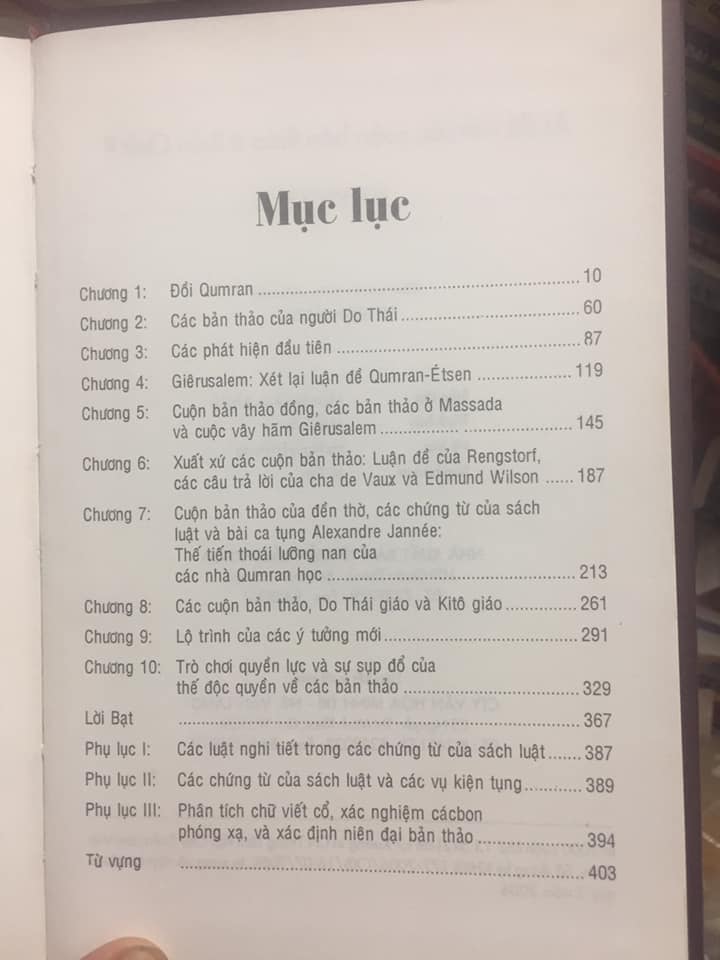 Mục lục
Chương 1: Đồi Qumran ........ 10
Chương 2: Các bản thảo của người Do Thái ........ 60
Chương 3: Các phát hiện đầu tiên ........ 87
Chương 4: Giêrusalem: Xét lại luận đề Qumran-Étsen ........ 119
Chương 5: Cuộn bản thảo đồng, các bản thảo ở Massada
và cuộc vây hãm Giêrusalem ........ 145
Chương 6: Xuất xứ các cuộn bản thảo: Luận đề của Rengstorf,
các câu trả lời của cha de Vaux và Edmund Wilson ...... 187
Chương 7: Cuộn bản thảo của đền thờ, các chứng từ của sách
luật và bài ca tụng Alexandre Jannée:
Thế tiến thoái lưỡng nan của
các nhà Qumran học ........ 213
Chương 8: Các cuộn bản thảo, Do Thái giáo và Kitô giáo ........ 261
Chương 9: Lộ trình của các ý tưởng mới ........ 291
Chương 10: Trò chơi quyền lực và sự sụp đổ của
thế độc quyền về các bản thảo ........ 329
Lời Bạt ........ 367
Phụ lục I: Các luật nghi tiết trong các chứng từ của sách luật ....... 387
Phụ lục II: Các chứng từ của sách luật và các vụ kiện tụng ........ 389
Phụ lục III: Phân tích chữ viết cổ, xác nghiệm cácbon
phóng xạ, và xác định niên đại bản thảo ........ 394
Từ vựng ........ 403